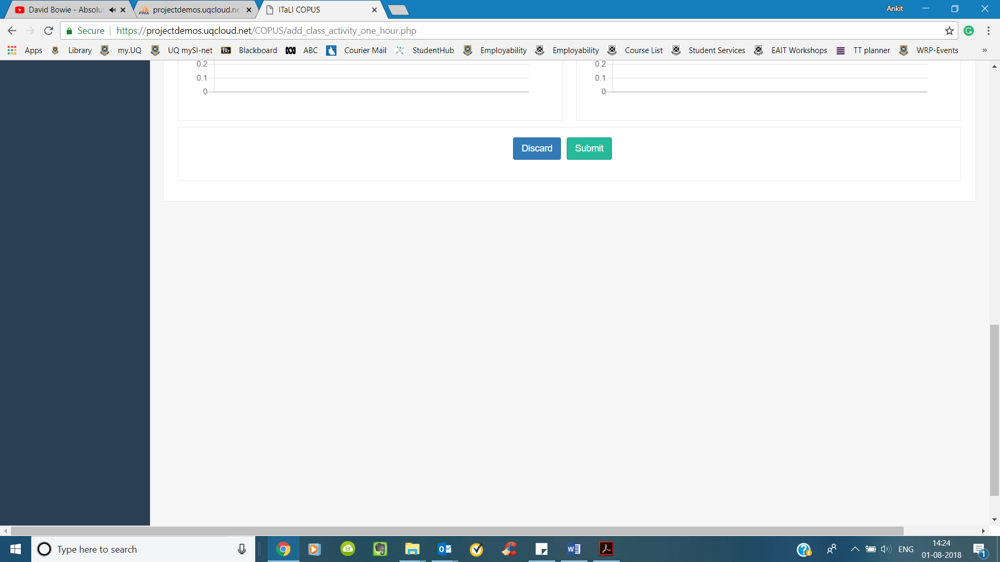 David Bowie - Absolut
projectdemos.uqcloud.ne
ITaLI COPUS
Ankit
Secure
https://projectdemos.uqcloud.net/COPUS/add_class_activity_one_hour.php
G
Apps
Library
my.UQ
UQ mySI-net
Bb
Blackboard
ABC
Courier Mail
StudentHub
Employability
Employability
Course List
Student Services
EAIT Workshops
TT planner
WRP-Events
»
0.2
0.1
0
0.2
0.1
0
Discard
Submit
Type here to search
ENG
14:24
01-08-2018
1